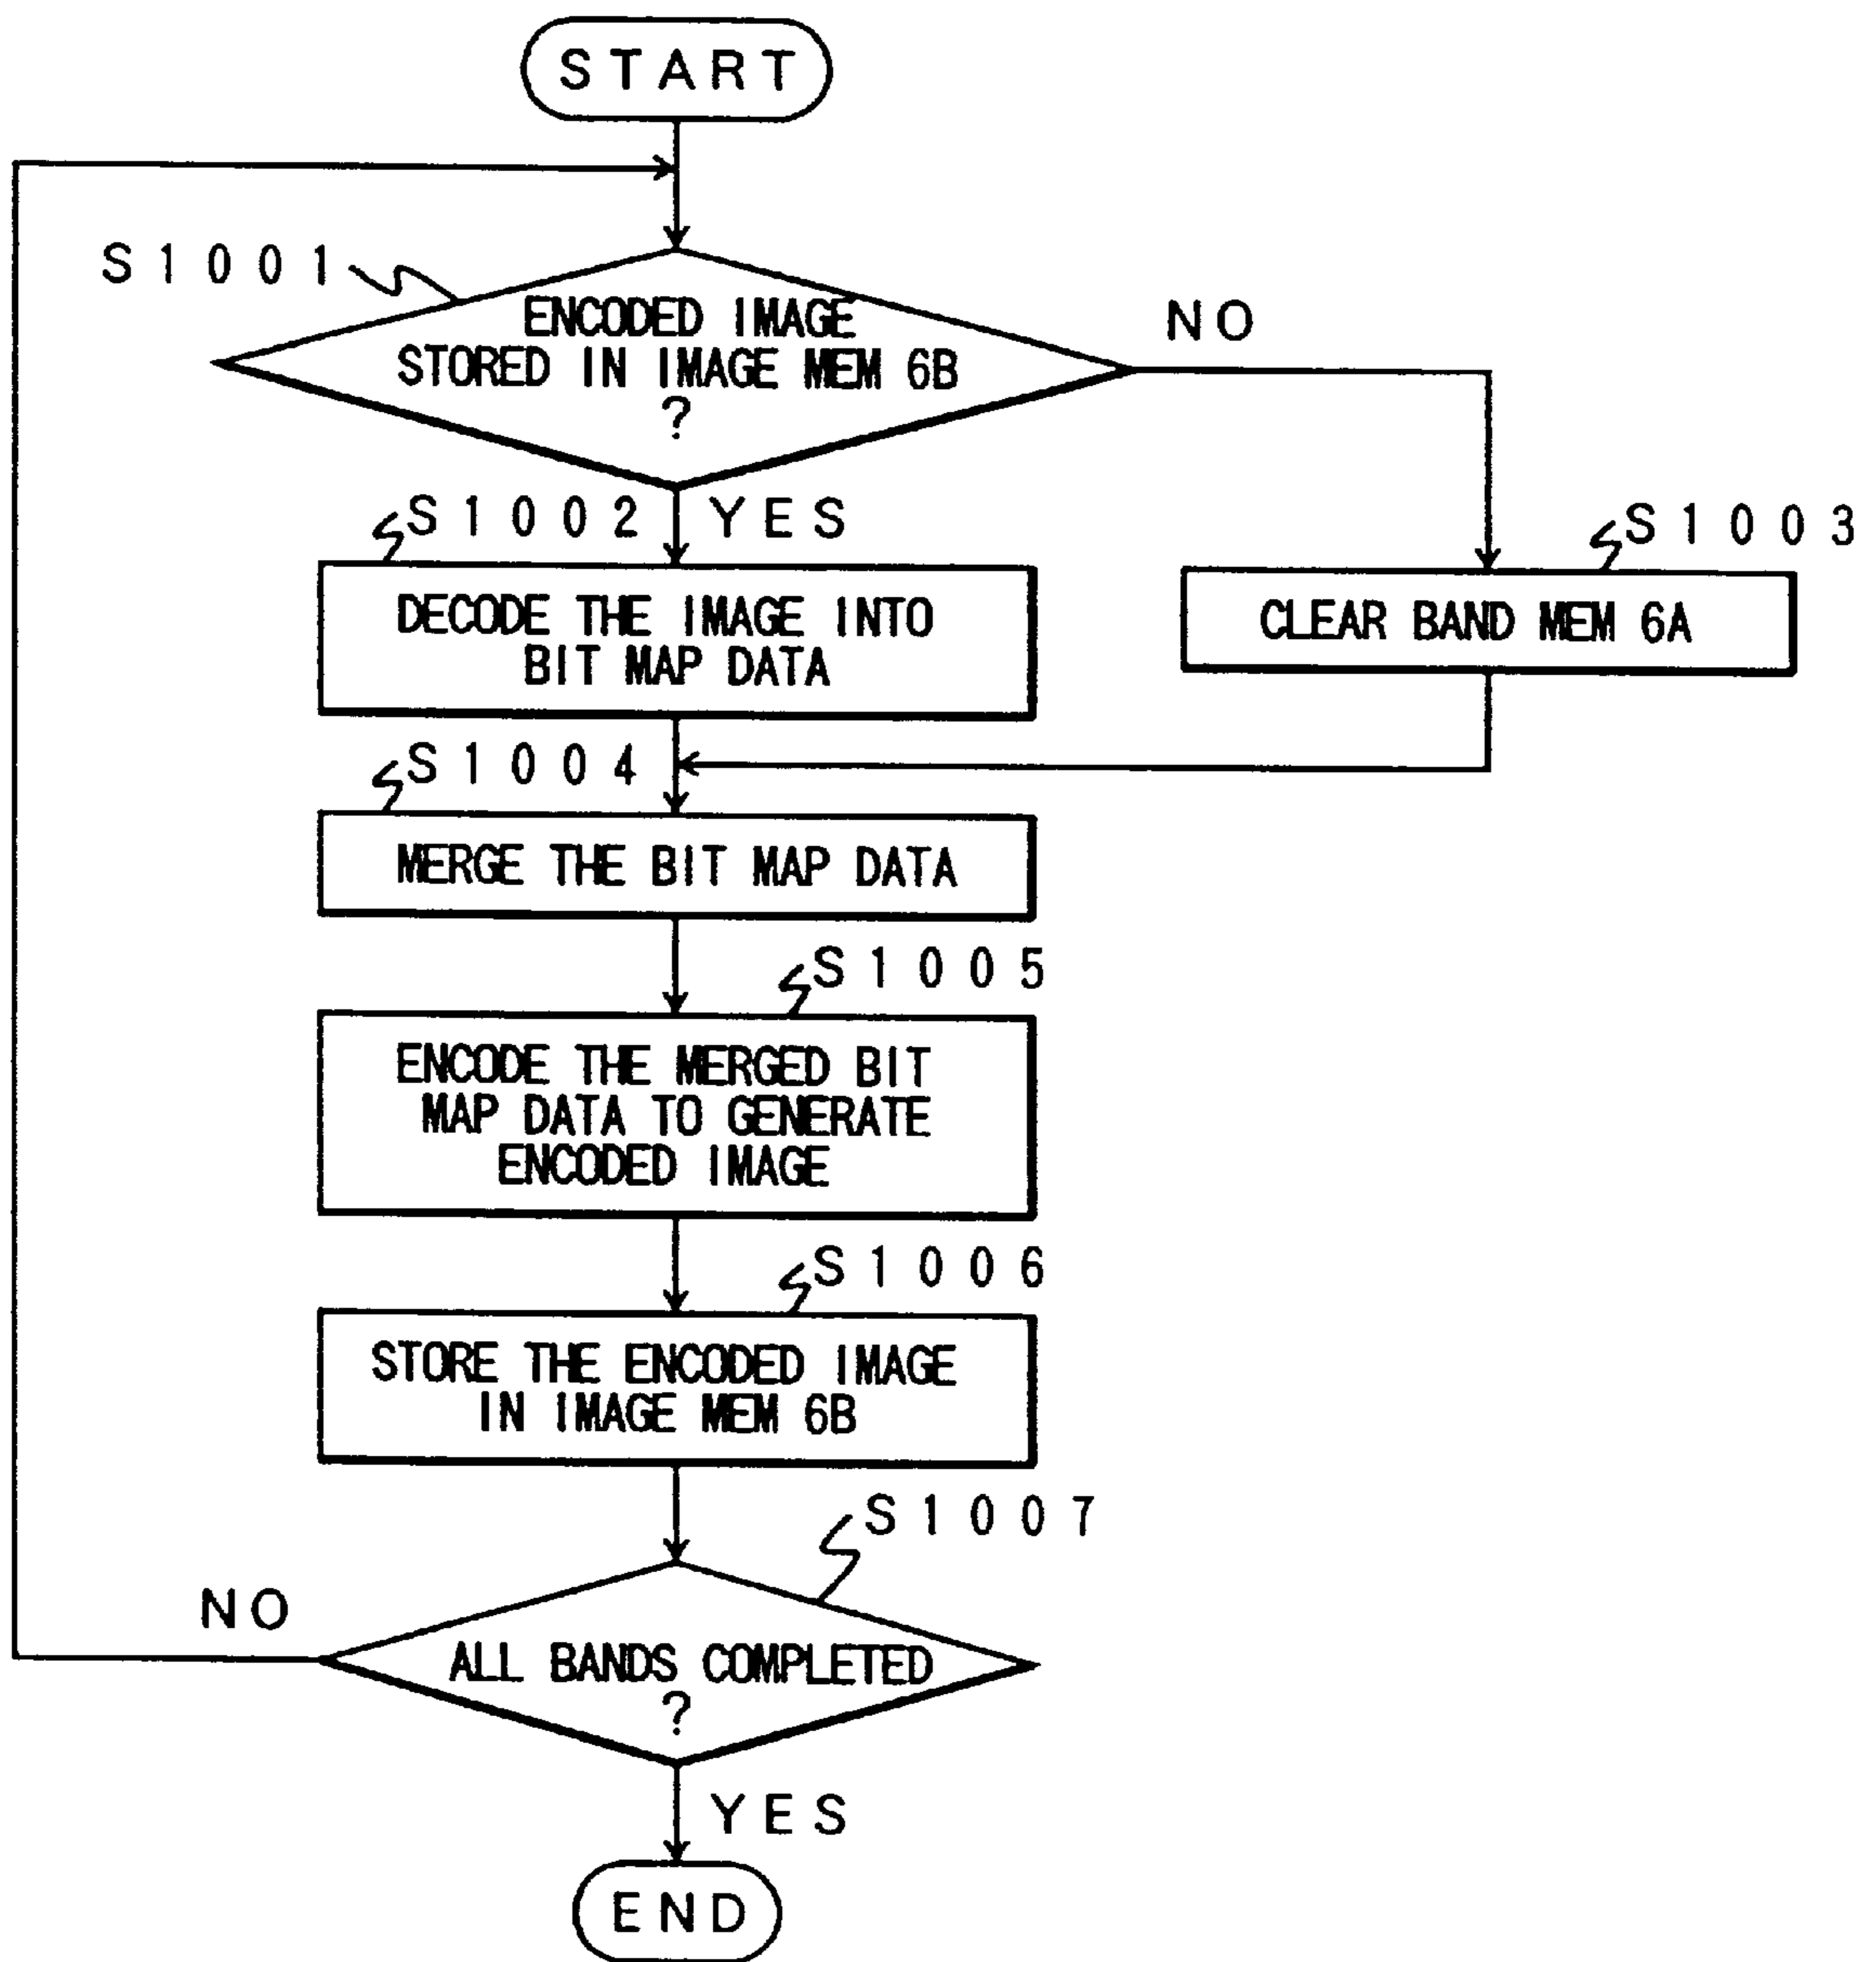 START
S1001
ENCODED IMAGE
STORED IN IMAGE MEM 6B
?
NO
S1002
YES
S1003
DECODE THE IMAGE INTO
BIT MAP DATA
CLEAR BAND MEM 6A
S1004
MERGE THE BIT MAP DATA
S1005
ENCODE THE MERGED BIT
MAP DATA TO GENERATE
ENCODED IMAGE
S1006
STORE THE ENCODED IMAGE
IN IMAGE MEM 6B
S1007
NO
ALL BANDS COMPLETED
?
YES
END